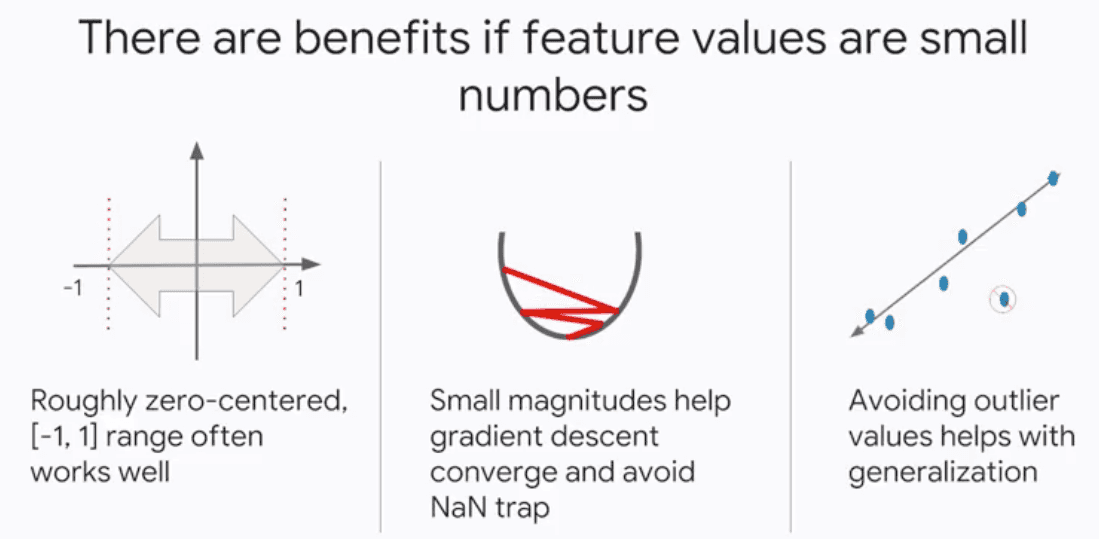 There are benefits if feature values are small
numbers
-1
1
Roughly zero-centered,
[-1, 1] range often
works well
Small magnitudes help
gradient descent
converge and avoid
NaN trap
Avoiding outlier
values helps with
generalization